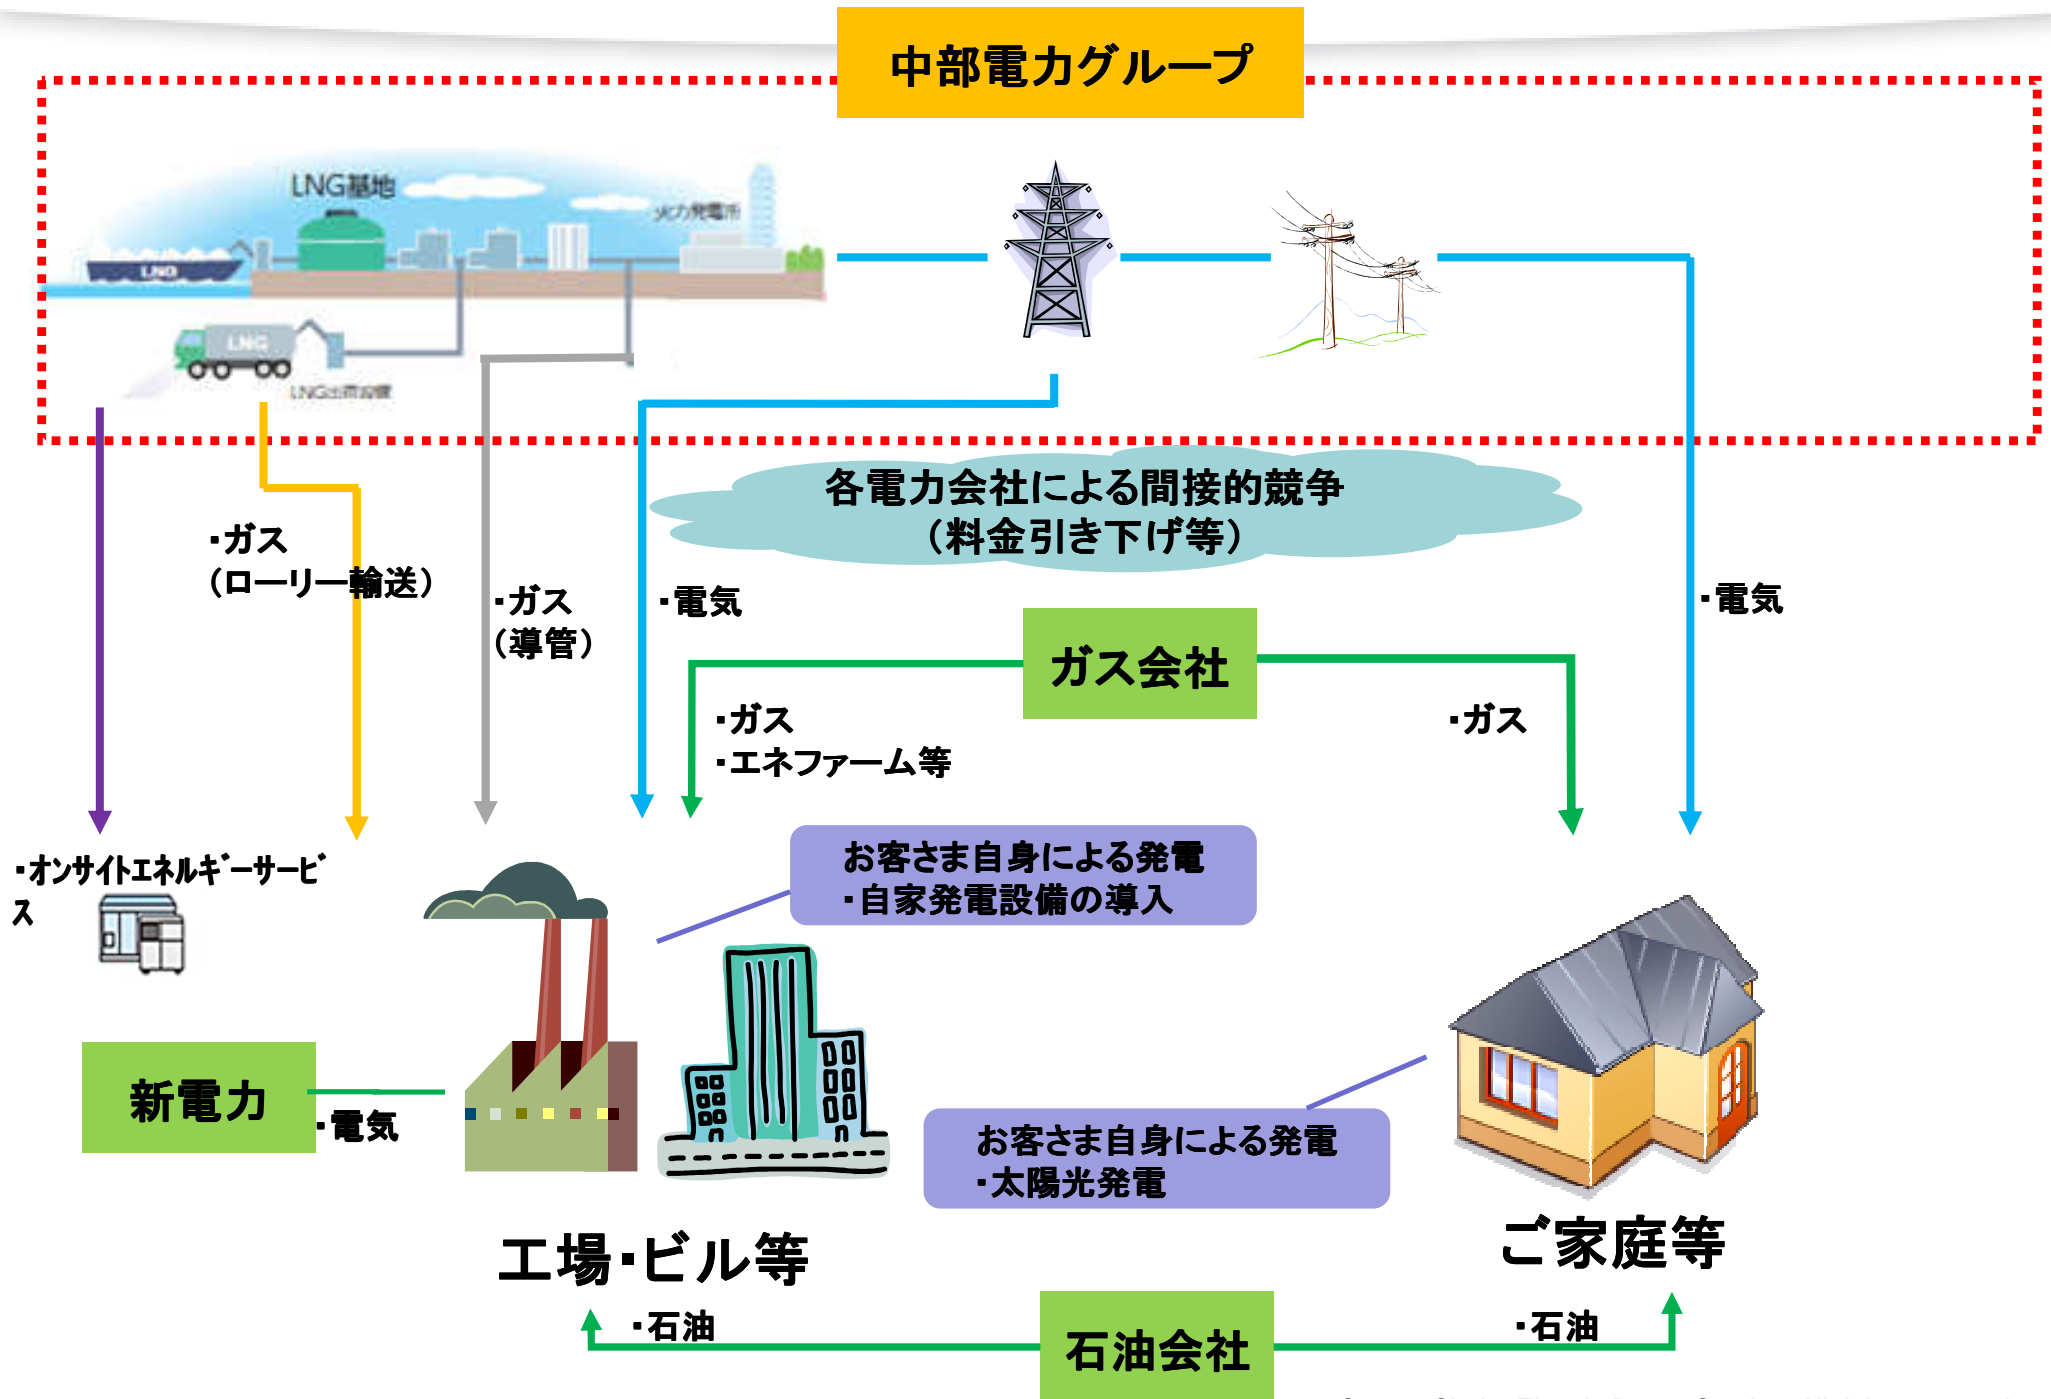 中部電力グループ
LNG基地
火力発電所
LNG
LNG
LNG出荷設備
各電力会社による間接的競争
（料金引き下げ等）
・ガス
（ローリー輸送）
・ガス
（導管）
・電気
・電気
ガス会社
・ガス
・エネファーム等
・ガス
・オンサイトエネルギーサービ
ス
お客さま自身による発電
・自家発電設備の導入
新電力
・電気
お客さま自身による発電
・太陽光発電
工場・ビル等
ご家庭等
・石油
石油会社
・石油